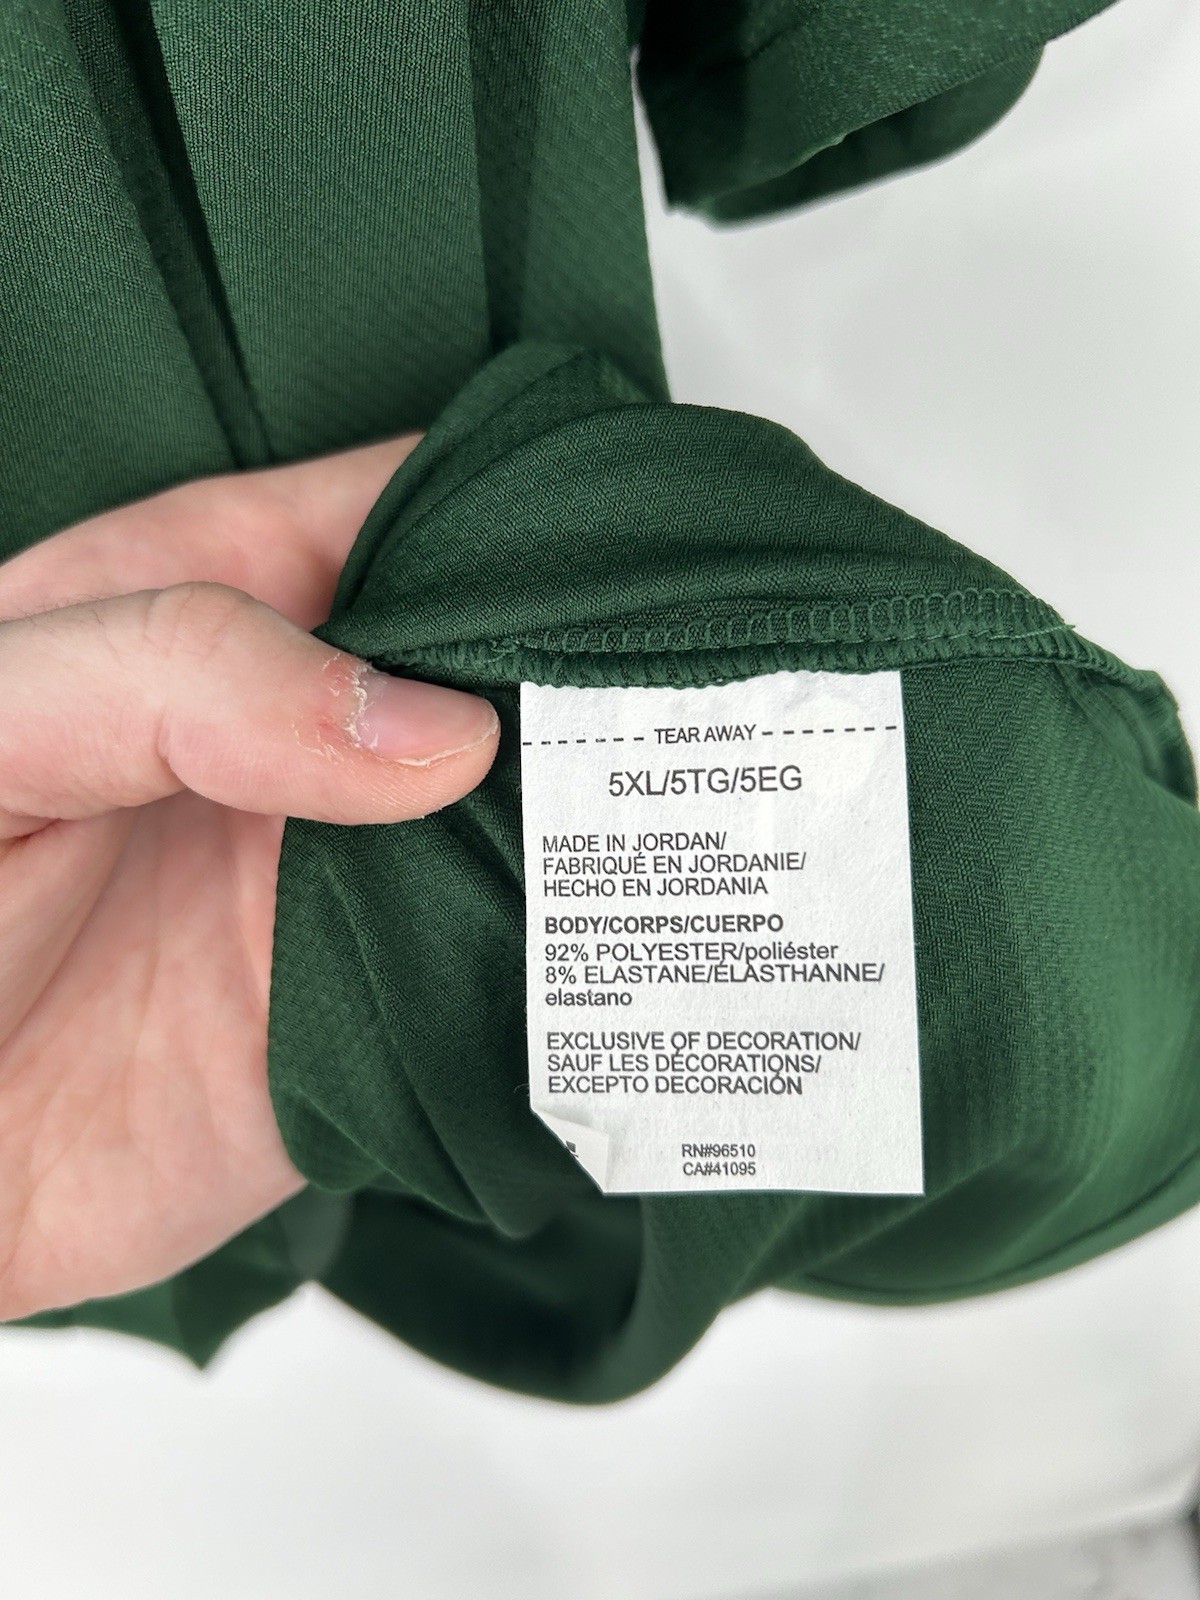 TEAR AWAY
5XL/5TG/5EG
MADE IN JORDAN/
FABRIQUÉ EN JORDANIE/
HECHO EN JORDANIA
BODY/CORPS/CUERPO
92% POLYESTER/poliéster
8% ELASTANE/ÉLASTHANNE/
elastano
EXCLUSIVE OF DECORATION/
SAUF LES DÉCORATIONS/
EXCEPTO DECORACIÓN
RN#96510
CA#41095